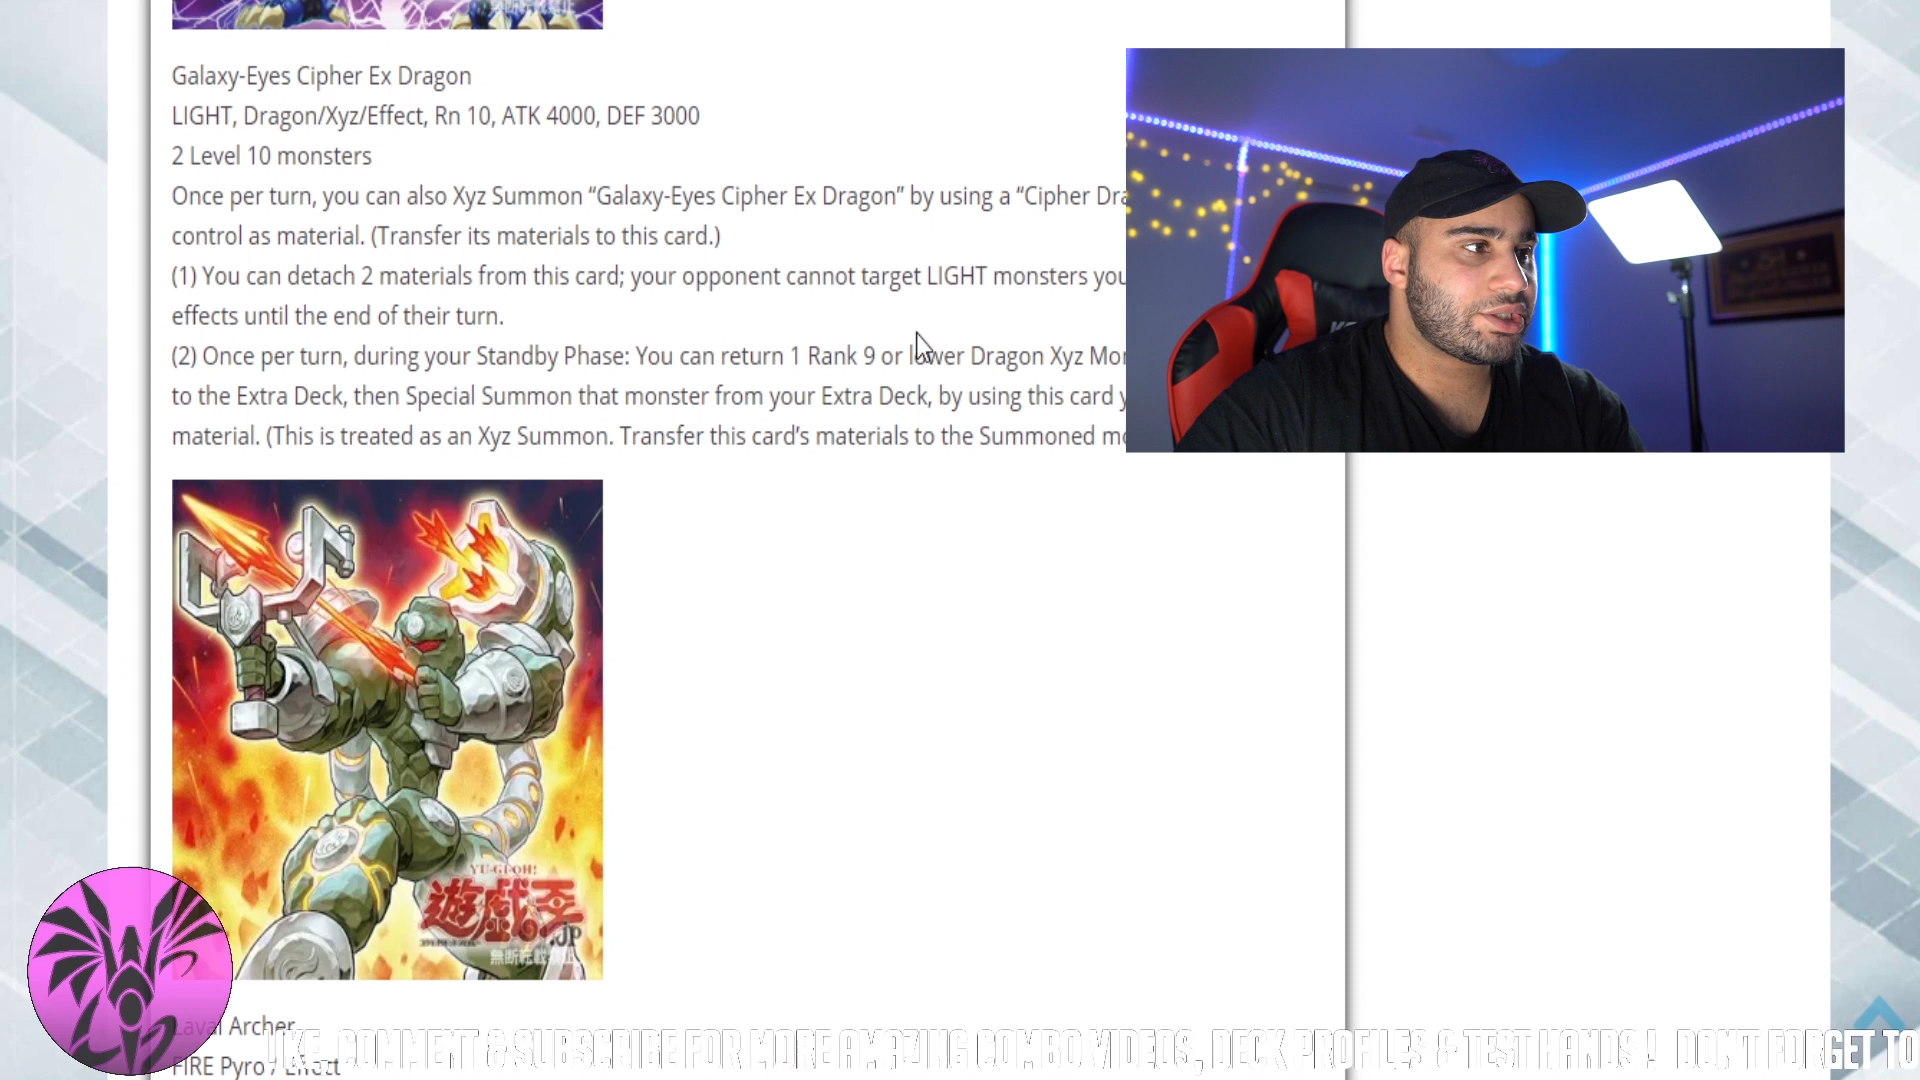 Galaxy-Eyes Cipher Ex Dragon
LIGHT, Dragon/Xyz/Effect, Rn 10, ATK 4000, DEF 3000
2 Level 10 monsters
Once per turn, you can also Xyz Summon “Galaxy-Eyes Cipher Ex Dragon” by using a “Cipher Dra
control as material. (Transfer its materials to this card.)
(1) You can detach 2 materials from this card; your opponent cannot target LIGHT monsters you
effects until the end of their turn.
(2) Once per turn, during your Standby Phase: You can return 1 Rank 9 or lower Dragon Xyz Mon
to the Extra Deck, then Special Summon that monster from your Extra Deck, by using this card y
material. (This is treated as an Xyz Summon. Transfer this card’s materials to the Summoned mo
YU-GI-OH!
遊戯王
.JP
Laval Archer
FIRE Pyro / Effect
LIKE, COMMENT & SUBSCRIBE FOR MORE AMAZING COMBO VIDEOS, DECK PROFILES & TEST HANDS ! DON'T FORGET TO